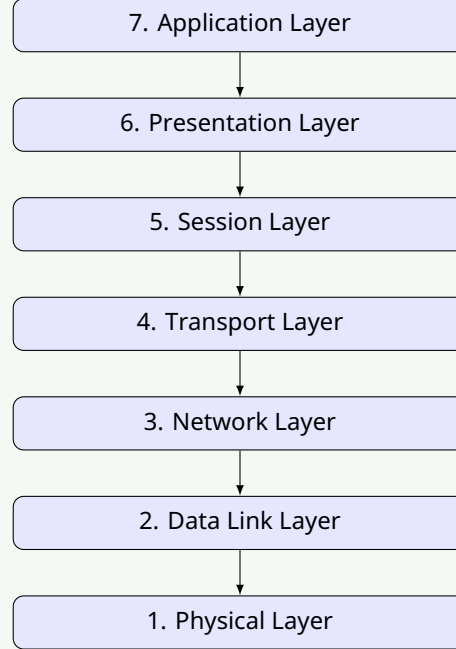 7. Application Layer
6. Presentation Layer
5. Session Layer
4. Transport Layer
3. Network Layer
2. Data Link Layer
1. Physical Layer